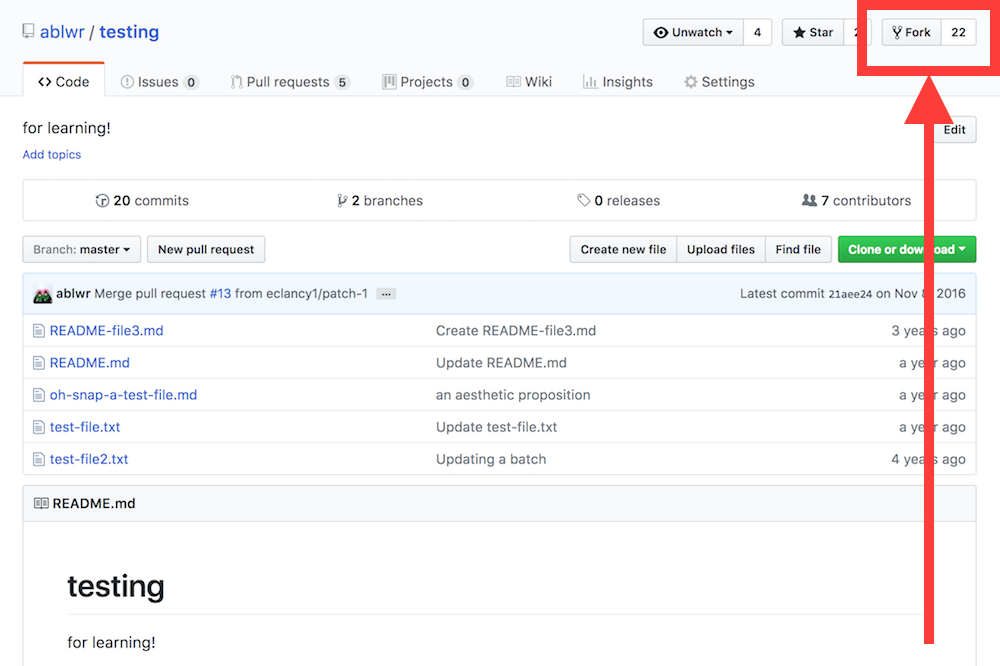 ablwr / testing
Unwatch 4 Star Fork 22
Code Issues 0 Pull requests 5 Projects 0 Wiki Insights Settings
for learning!
Edit
Add topics
20 commits 2 branches 0 releases 7 contributors
Branch: master New pull request Create new file Upload files Find file Clone or download
ablwr Merge pull request #13 from eclancy1/patch-1 ... Latest commit 21aee24 on Nov 8, 2016
README-file3.md Create README-file3.md 3 years ago
README.md Update README.md a year ago
oh-snap-a-test-file.md an aesthetic proposition a year ago
test-file.txt Update test-file.txt a year ago
test-file2.txt Updating a batch 4 years ago
README.md
testing
for learning!